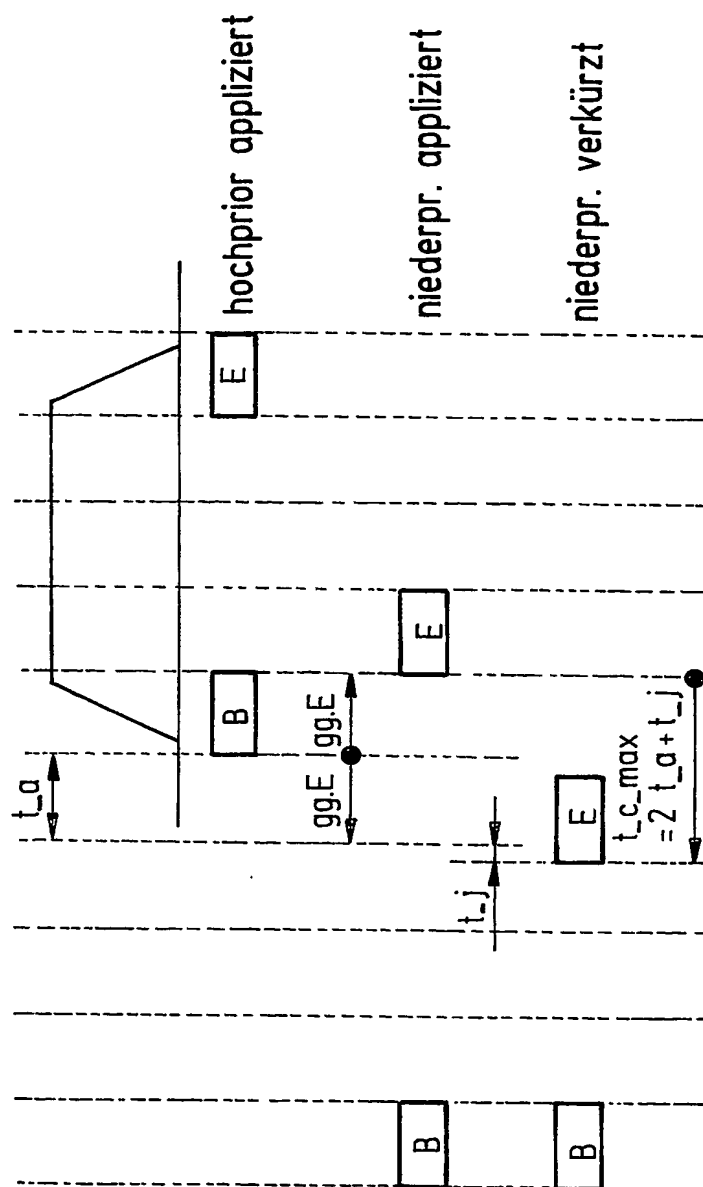 t_a
B
E
hochprior appliziert
gg.E
gg.E
B
E
niederpr. appliziert
t_j
B
E
niederpr. verkürzt
t_c_max
=2 t_a+t_j